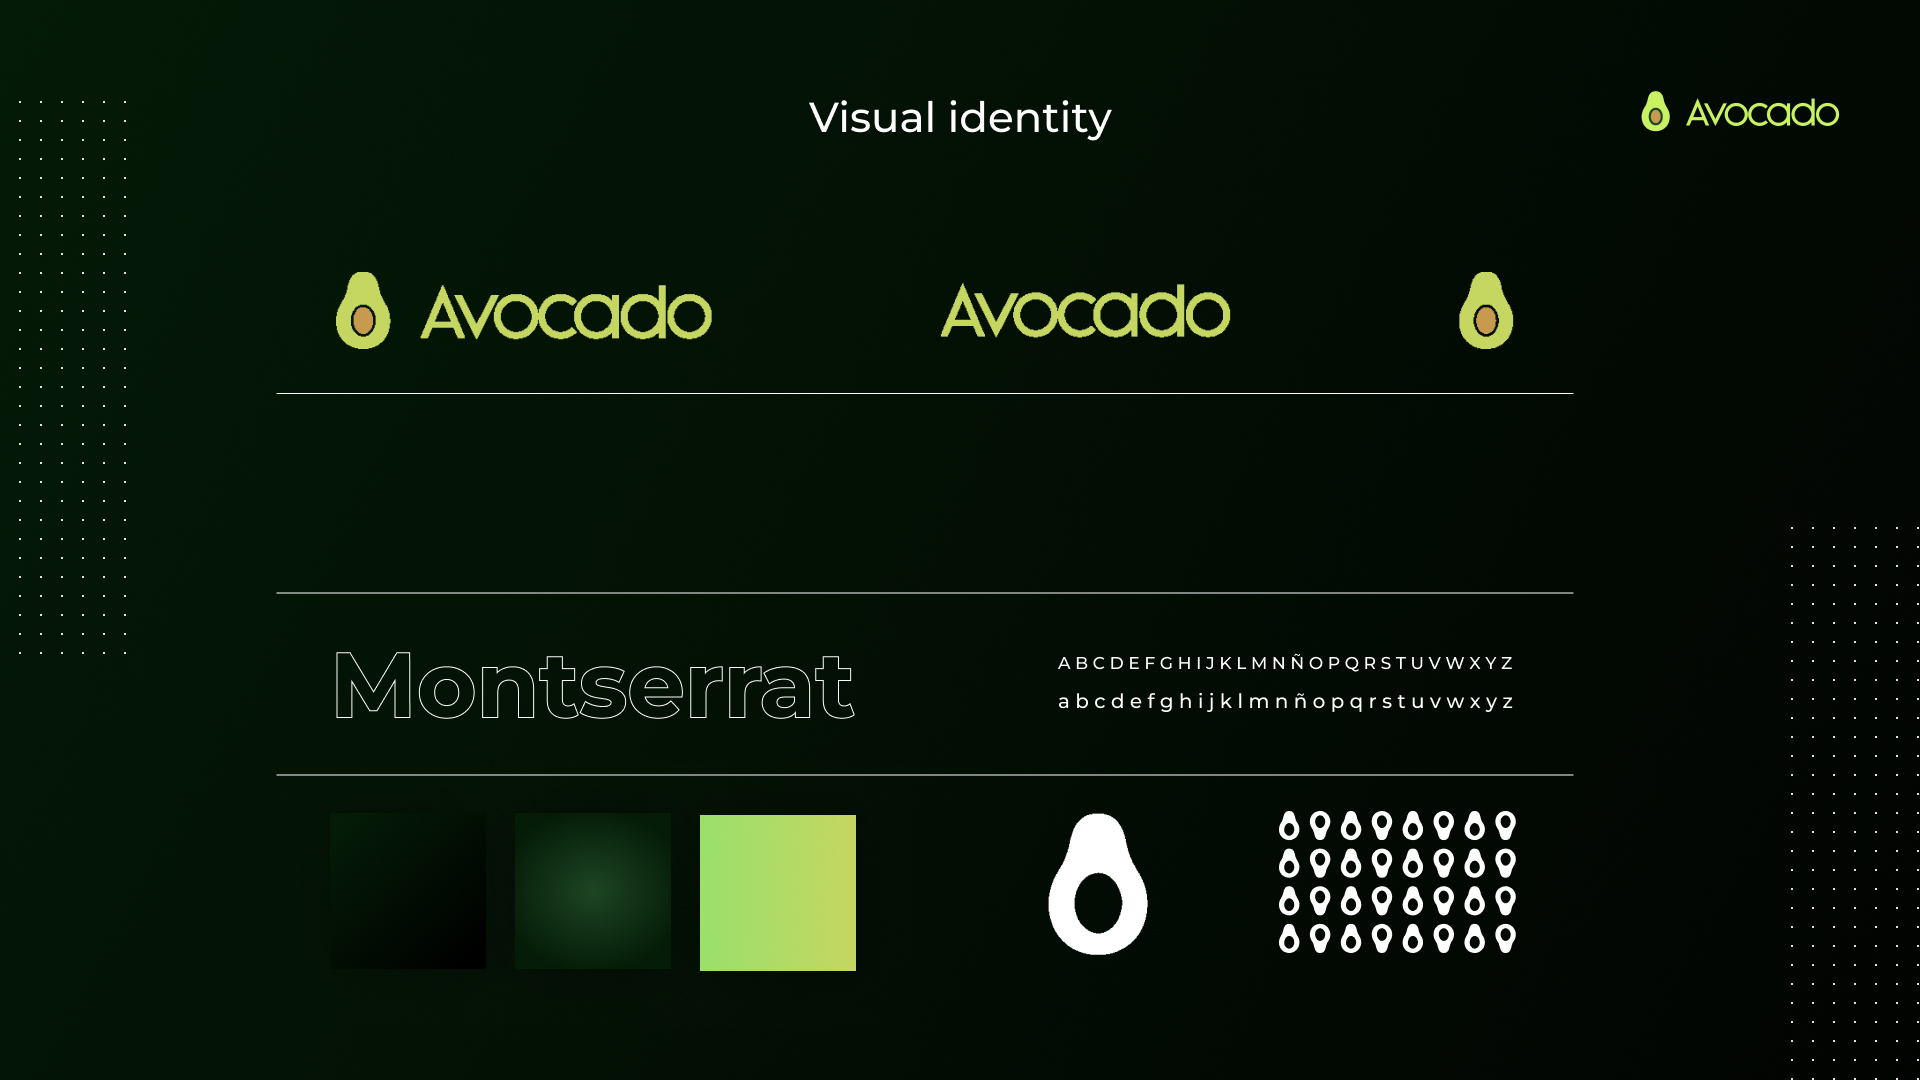 Visual identity
Avocado
Avocado
Avocado
Montserrat
A B C D E F G H I J K L M N Ñ O P Q R S T U V W X Y Z
a b c d e f g h i j k l m n ñ o p q r s t u v w x y z